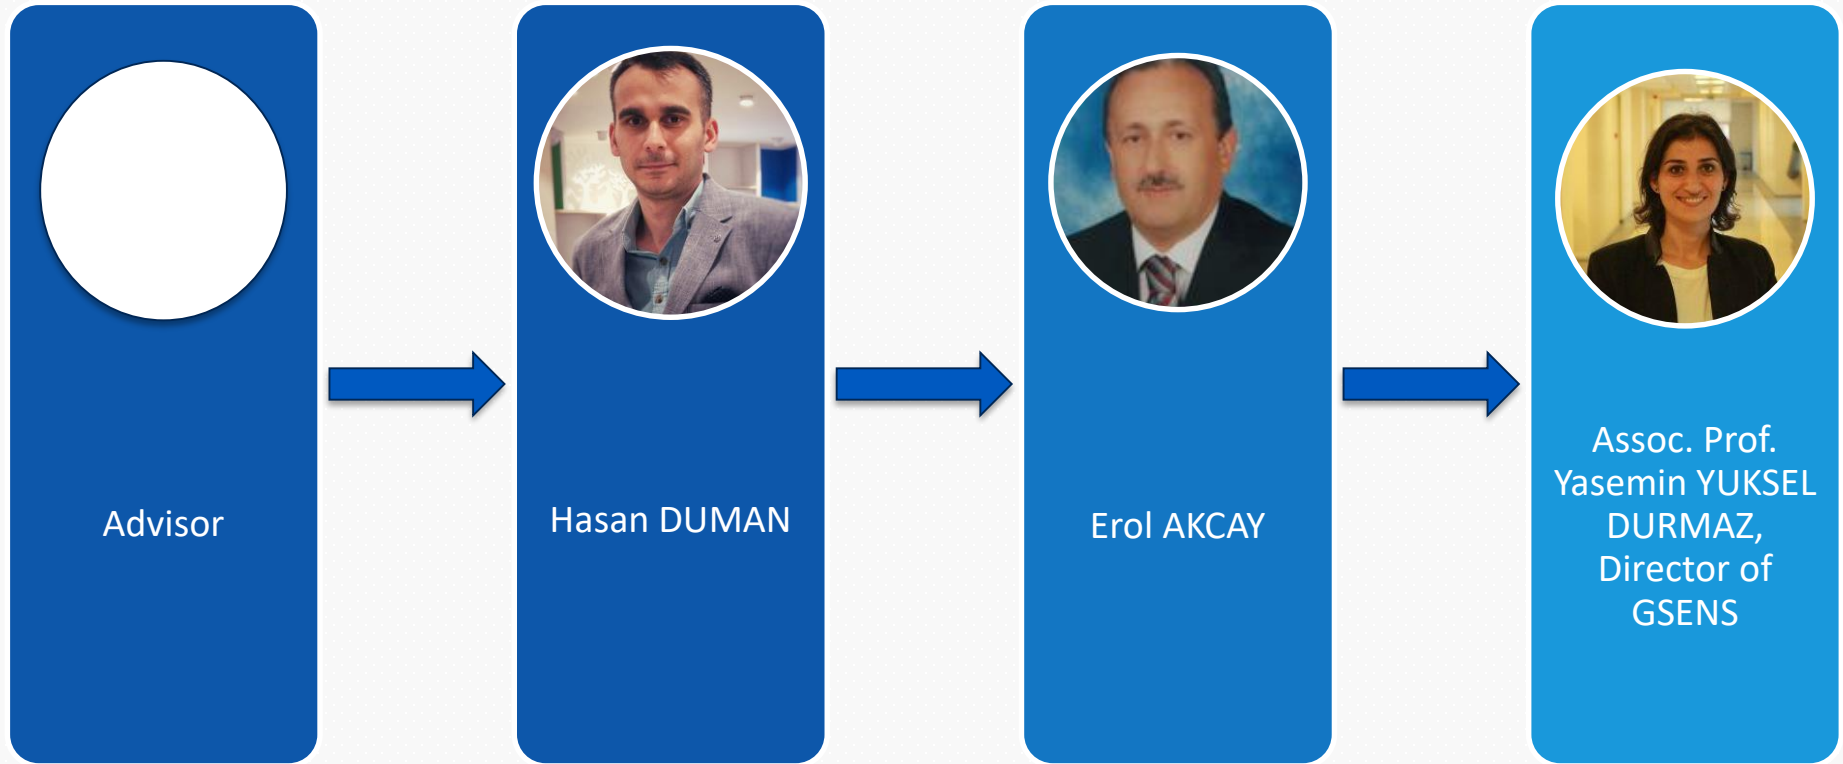 Advisor
Hasan DUMAN
Erol AKCAY
Assoc. Prof.
Yasemin YUKSEL
DURMAZ,
Director of
GSENS